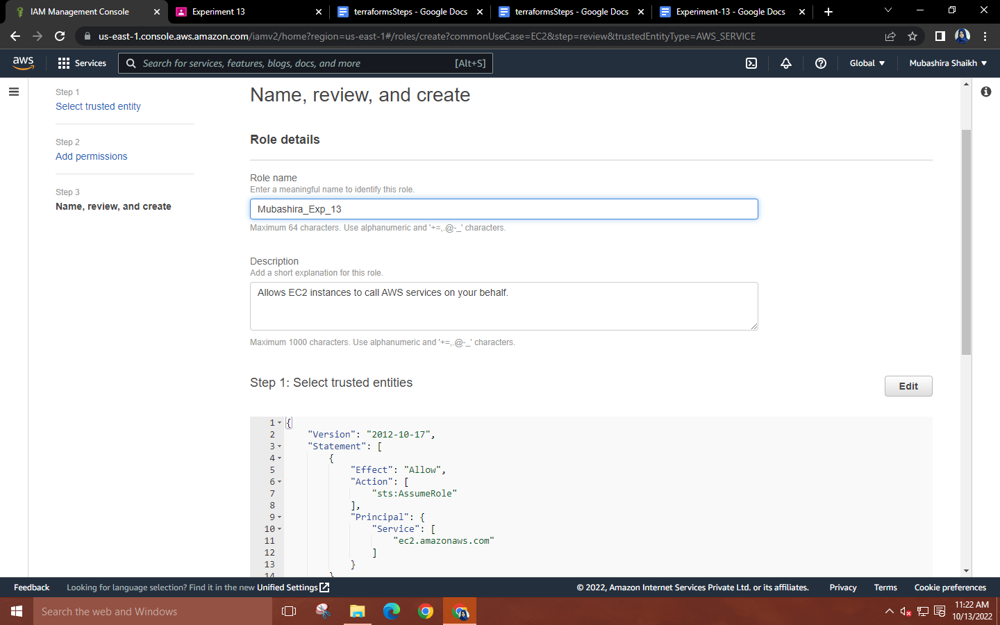 IAM Management Console
Experiment 13
terraformsSteps - Google Docs
terraformsSteps - Google Docs
Experiment-13 - Google Docs
us-east-1.console.aws.amazon.com/iamv2/home?region=us-east-1#/roles/create?commonUseCase=EC2&step=review&trustedEntityType=AWS_SERVICE
aws
Services
Search for services, features, blogs, docs, and more
[Alt+S]
Global
Mubashira Shaikh
Step 1
Select trusted entity
Step 2
Add permissions
Step 3
Name, review, and create
Name, review, and create
Role details
Role name
Enter a meaningful name to identify this role.
Mubashira_Exp_13
Maximum 64 characters. Use alphanumeric and '+=,.@-_' characters.
Description
Add a short explanation for this role.
Allows EC2 instances to call AWS services on your behalf.
Maximum 1000 characters. Use alphanumeric and '+=,.@-_' characters.
Step 1: Select trusted entities
Edit
1 {
2 "Version": "2012-10-17",
3 "Statement": [
4 {
5 "Effect": "Allow",
6 "Action": [
7 "sts:AssumeRole"
8 ],
9 "Principal": {
10 "Service": [
11 "ec2.amazonaws.com"
12 ]
13 }
14 }
Feedback
Looking for language selection? Find it in the new Unified Settings
© 2022, Amazon Internet Services Private Ltd. or its affiliates.
Privacy
Terms
Cookie preferences
Search the web and Windows
11:22 AM
10/13/2022